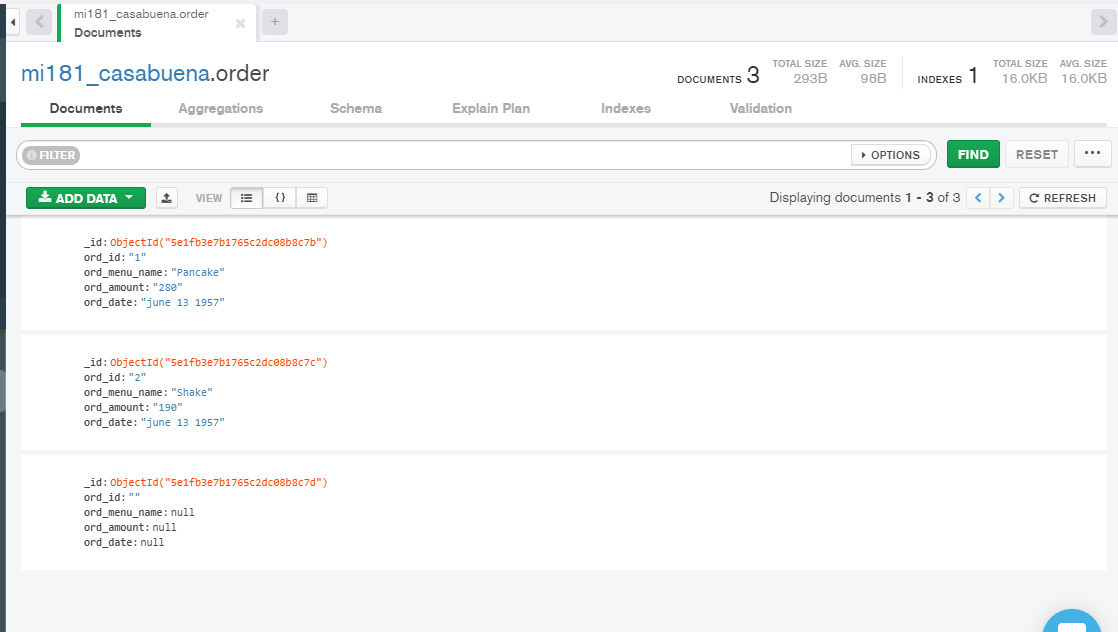 mi181_casabuena.order
Documents
mi181_casabuena.order
DOCUMENTS 3 TOTAL SIZE 293B AVG. SIZE 98B INDEXES 1 TOTAL SIZE 16.0KB AVG. SIZE 16.0KB
Documents Aggregations Schema Explain Plan Indexes Validation
FILTER OPTIONS FIND RESET ...
ADD DATA VIEW {} Displaying documents 1 - 3 of 3 REFRESH
_id: ObjectId("5e1fb3e7b1765c2dc08b8c7b")
ord_id: "1"
ord_menu_name: "Pancake"
ord_amount: "280"
ord_date: "june 13 1957"
_id: ObjectId("5e1fb3e7b1765c2dc08b8c7c")
ord_id: "2"
ord_menu_name: "Shake"
ord_amount: "190"
ord_date: "june 13 1957"
_id: ObjectId("5e1fb3e7b1765c2dc08b8c7d")
ord_id: ""
ord_menu_name: null
ord_amount: null
ord_date: null